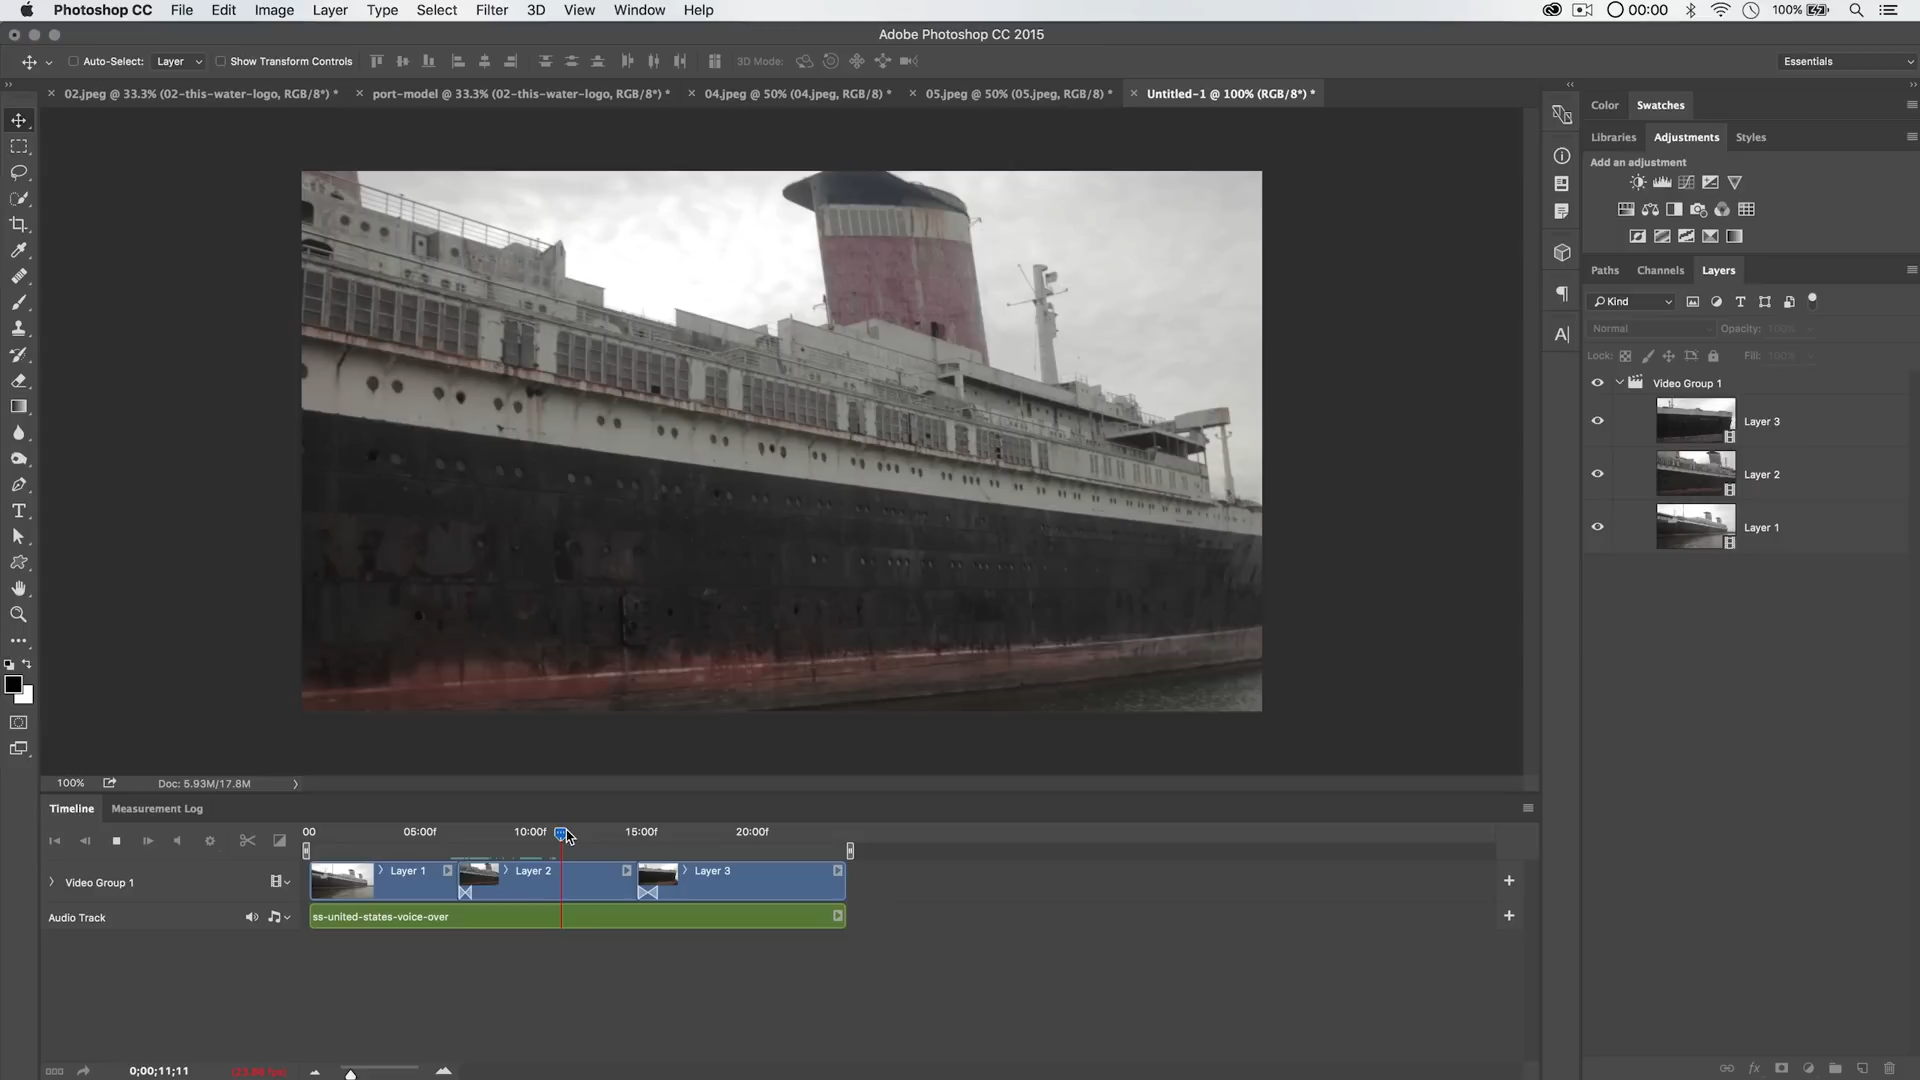 Photoshop CC File Edit Image Layer Type Select Filter 3D View Window Help 00:00 100%
Adobe Photoshop CC 2015
Auto-Select: Layer Show Transform Controls 3D Mode: Essentials
02.jpeg @ 33.3% (02-this-water-logo, RGB/8*) * port-model @ 33.3% (02-this-water-logo, RGB/8*) * 04.jpeg @ 50% (04.jpeg, RGB/8) * 05.jpeg @ 50% (05.jpeg, RGB/8) * Untitled-1 @ 100% (RGB/8*) *
Color Swatches
Libraries Adjustments Styles
Add an adjustment
Paths Channels Layers
Kind
Normal Opacity: 100%
Lock: Fill: 100%
Video Group 1
Layer 3
Layer 2
Layer 1
100% Doc: 5.93M/17.8M
Timeline Measurement Log
00 05:00f 10:00f 15:00f 20:00f
Video Group 1 Layer 1 Layer 2 Layer 3
Audio Track ss-united-states-voice-over
0;00;11;11 (23.98 fps)